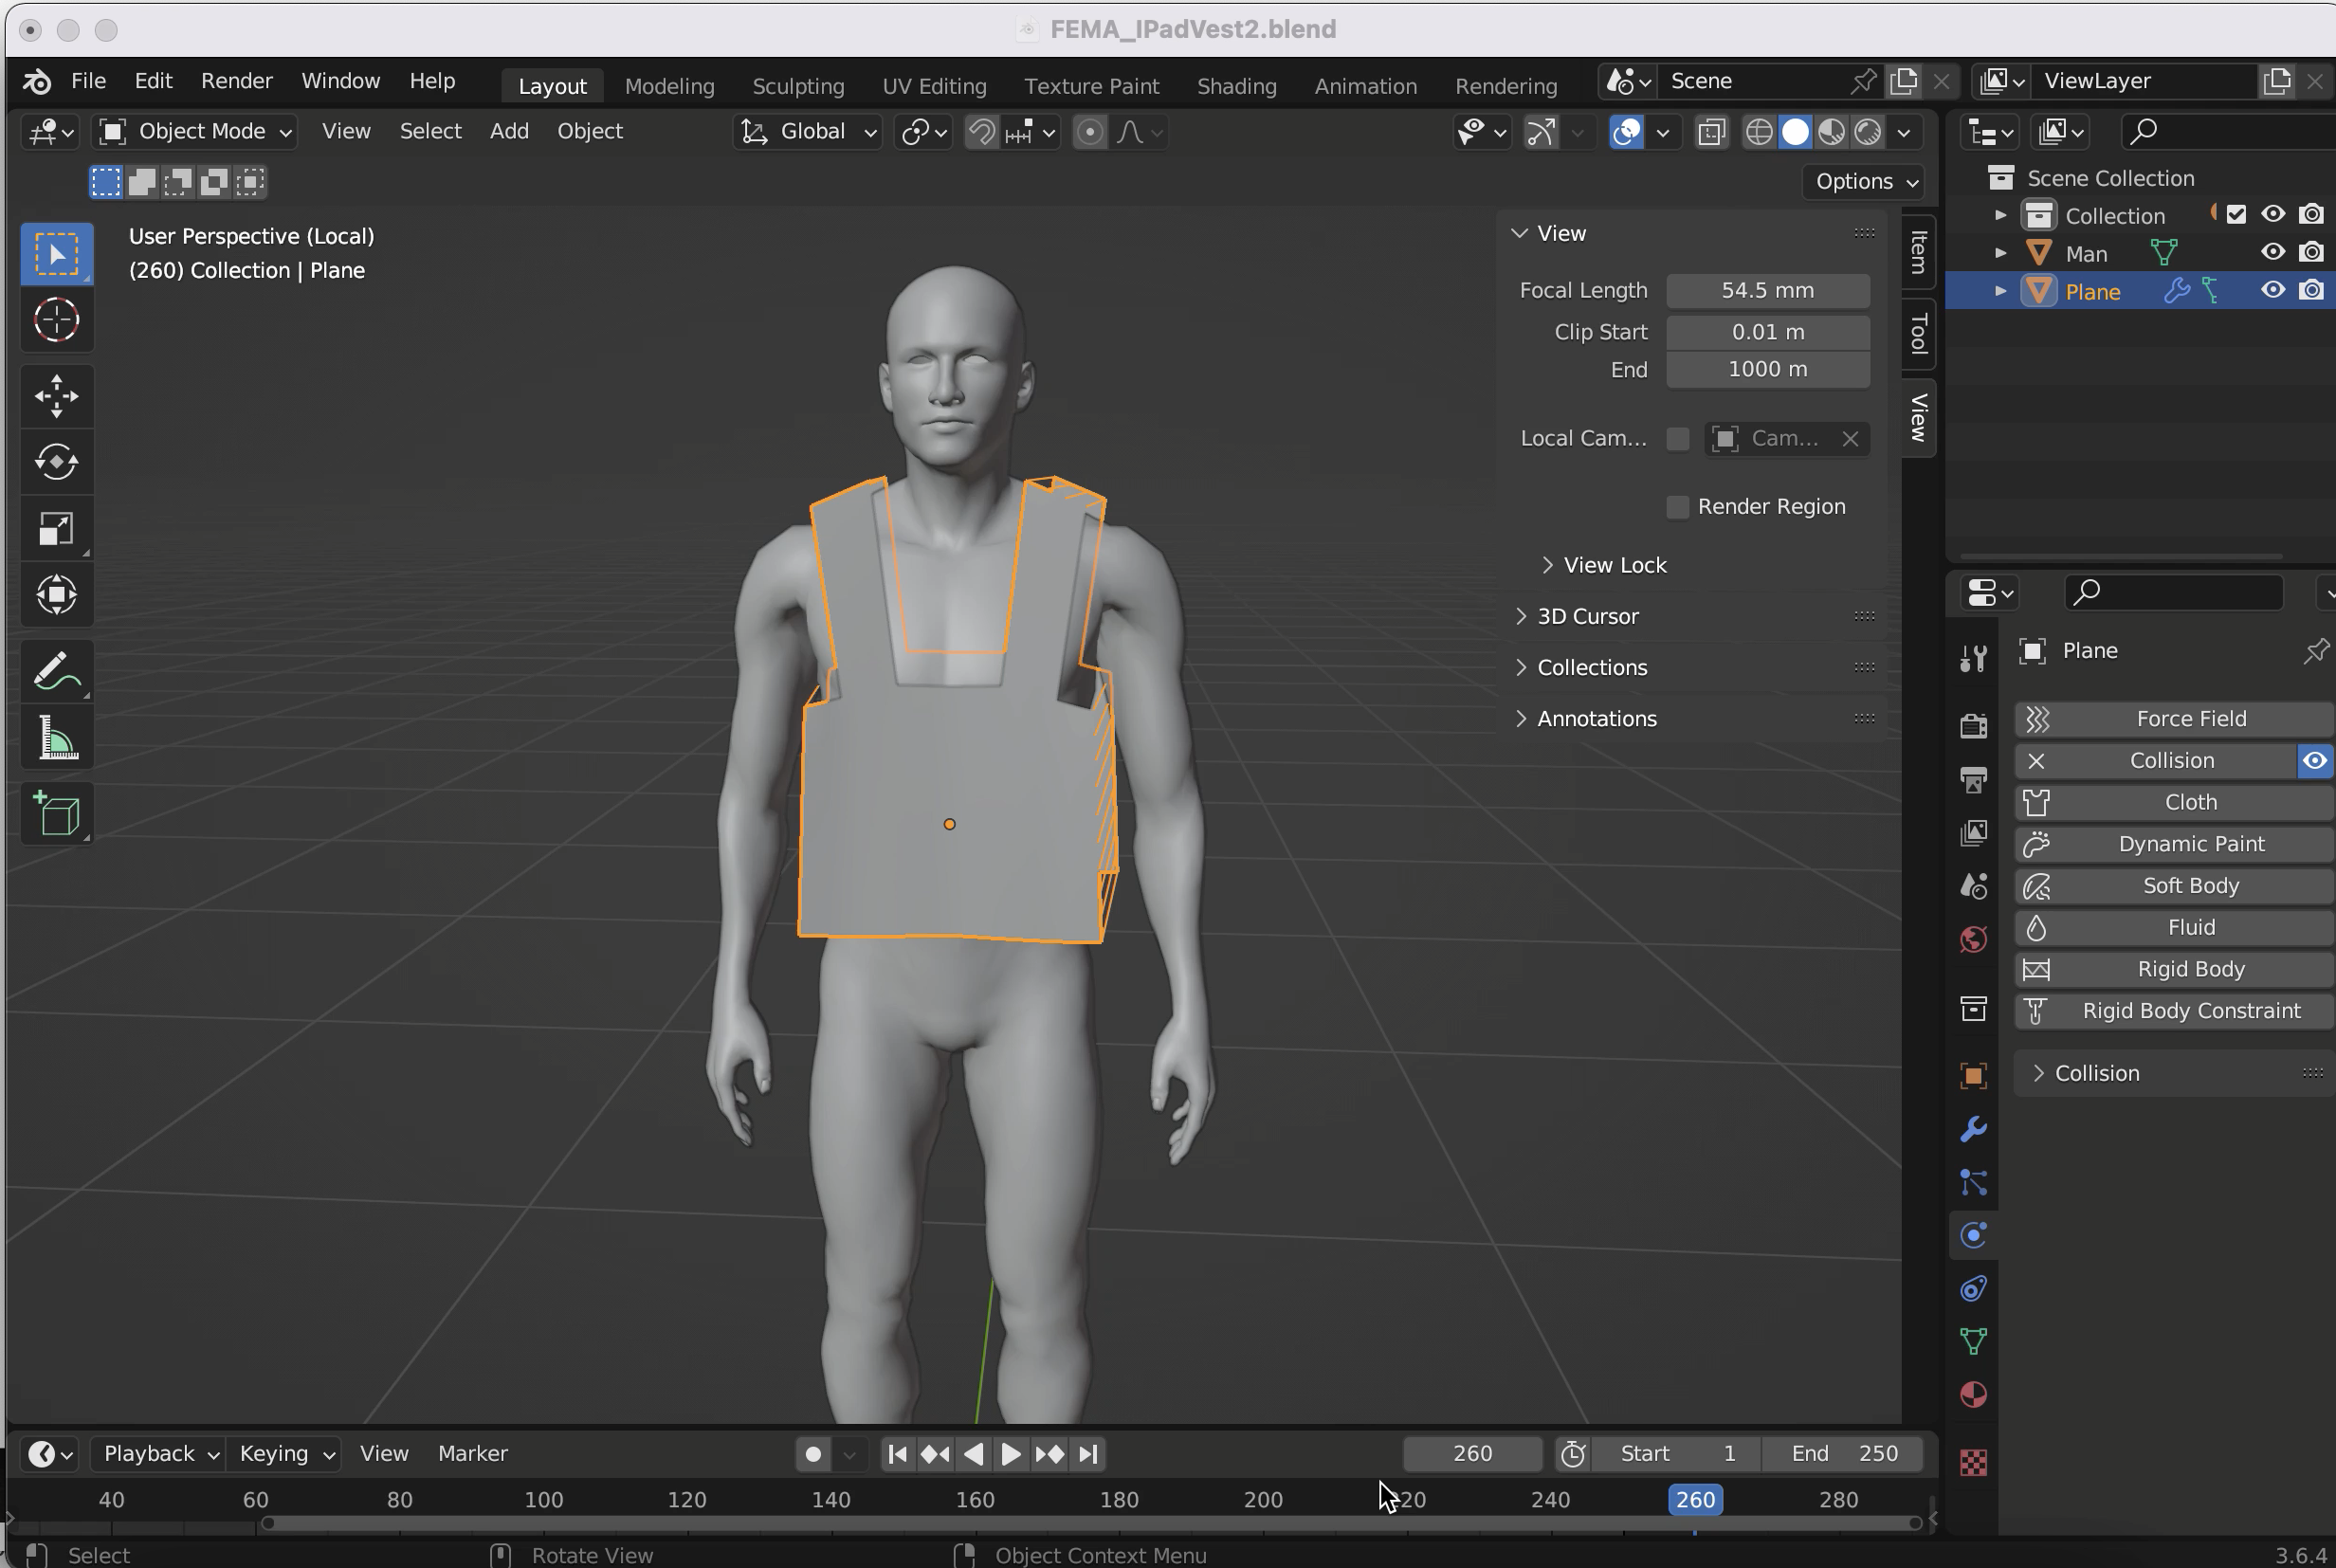 FEMA_IPadVest2.blend
File Edit Render Window Help Layout Modeling Sculpting UV Editing Texture Paint Shading Animation Rendering Scene ViewLayer
Object Mode View Select Add Object Global
Options
User Perspective (Local)
(260) Collection | Plane
View
Focal Length 54.5 mm
Clip Start 0.01 m
End 1000 m
Local Cam... Cam...
Render Region
View Lock
3D Cursor
Collections
Annotations
Item
Tool
View
Scene Collection
Collection
Man
Plane
Plane
Force Field
Collision
Cloth
Dynamic Paint
Soft Body
Fluid
Rigid Body
Rigid Body Constraint
Collision
Playback Keying View Marker 260 Start 1 End 250
40 60 80 100 120 140 160 180 200 220 240 260 280
Select Rotate View Object Context Menu 3.6.4